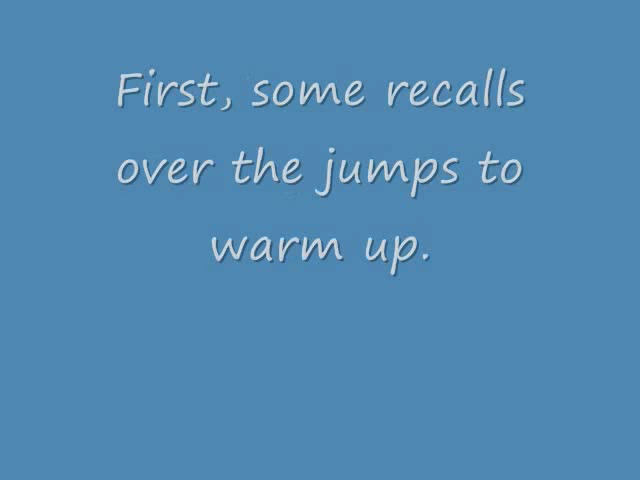 First, some recalls
over the jumps to
warm up.